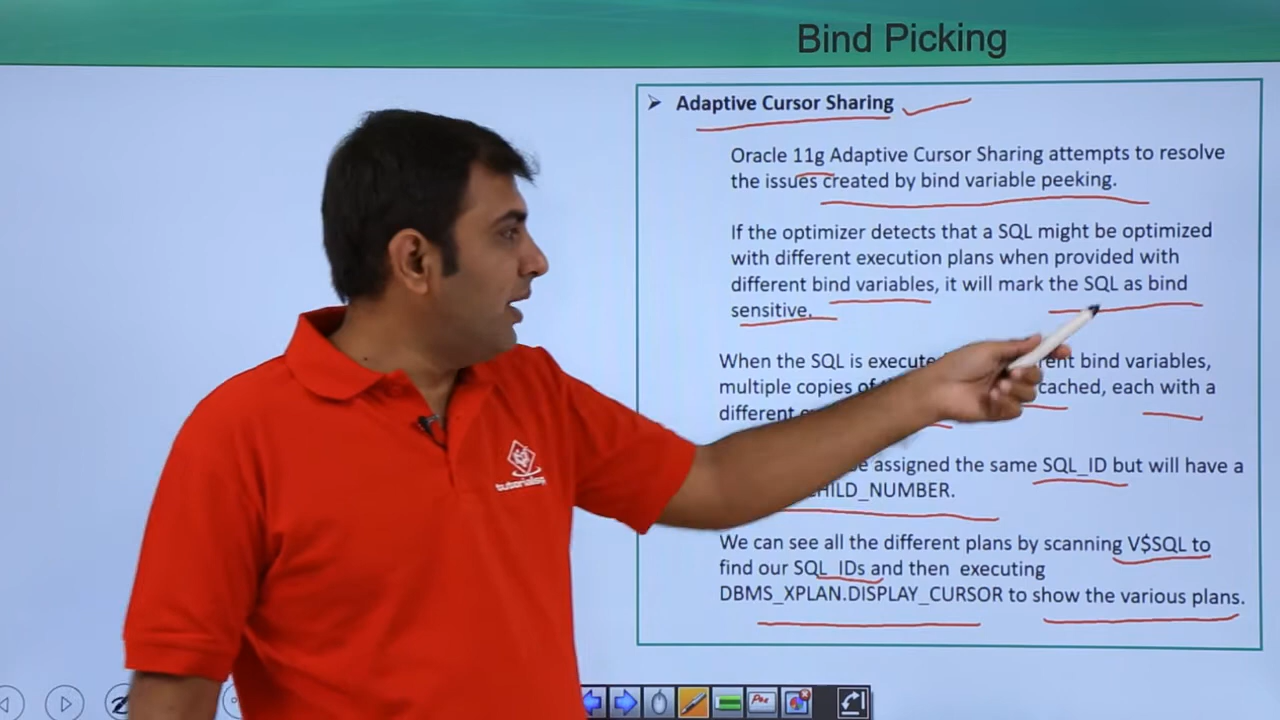 Bind Picking
➤ Adaptive Cursor Sharing
Oracle 11g Adaptive Cursor Sharing attempts to resolve
the issues created by bind variable peeking.
If the optimizer detects that a SQL might be optimized
with different execution plans when provided with
different bind variables, it will mark the SQL as bind
sensitive.
When the SQL is execute ent bind variables,
multiple copies of cached, each with a
different
assigned the same SQL_ID but will have a
HILD_NUMBER.
We can see all the different plans by scanning V$SQL to
find our SQL_IDs and then executing
DBMS_XPLAN.DISPLAY_CURSOR to show the various plans.
Pen